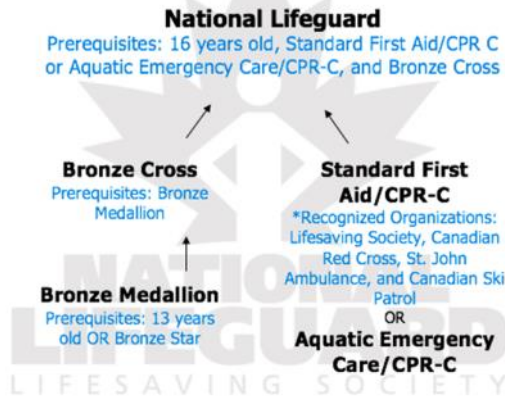 National Lifeguard
Prerequisites: 16 years old, Standard First Aid/CPR C
or Aquatic Emergency Care/CPR-C, and Bronze Cross
Bronze Cross
Prerequisites: Bronze
Medallion
Bronze Medallion
Prerequisites: 13 years
old OR Bronze Star
Standard First
Aid/CPR-C
*Recognized Organizations:
Lifesaving Society, Canadian
Red Cross, St. John
Ambulance, and Canadian Ski
Patrol
OR
Aquatic Emergency
Care/CPR-C
NATIONAL
LIFEGUARD
LIFESAVING SOCIETY